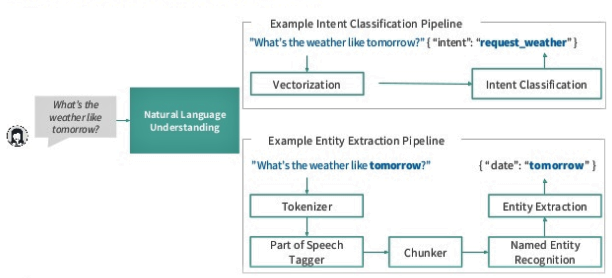 Example Intent Classification Pipeline
"What's the weather like tomorrow?" { "intent": "request_weather" }
Vectorization
Intent Classification
What's the
weather like
tomorrow?
Natural Language
Understanding
Example Entity Extraction Pipeline
"What's the weather like tomorrow?"
{ "date": "tomorrow" }
Tokenizer
Entity Extraction
Part of Speech
Tagger
Chunker
Named Entity
Recognition